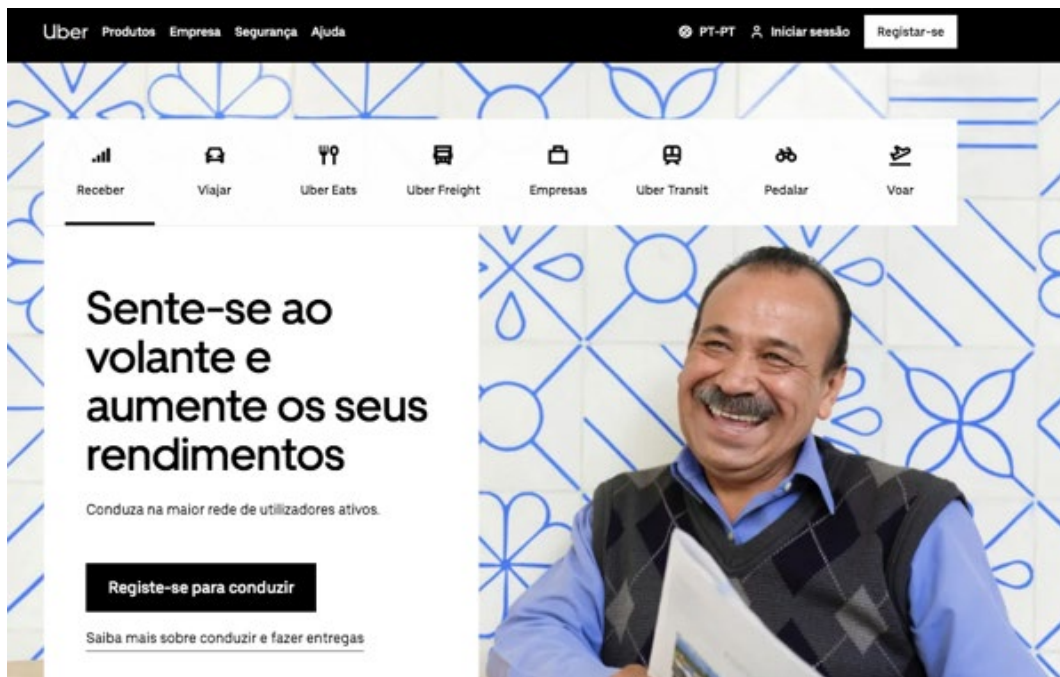 Uber Produtos Empresa Segurança Ajuda PT-PT Iniciar sessão Registar-se
Receber Viajar Uber Eats Uber Freight Empresas Uber Transit Pedalar Voar
Sente-se ao
volante e
aumente os seus
rendimentos
Conduza na maior rede de utilizadores ativos.
Registe-se para conduzir
Saiba mais sobre conduzir e fazer entregas